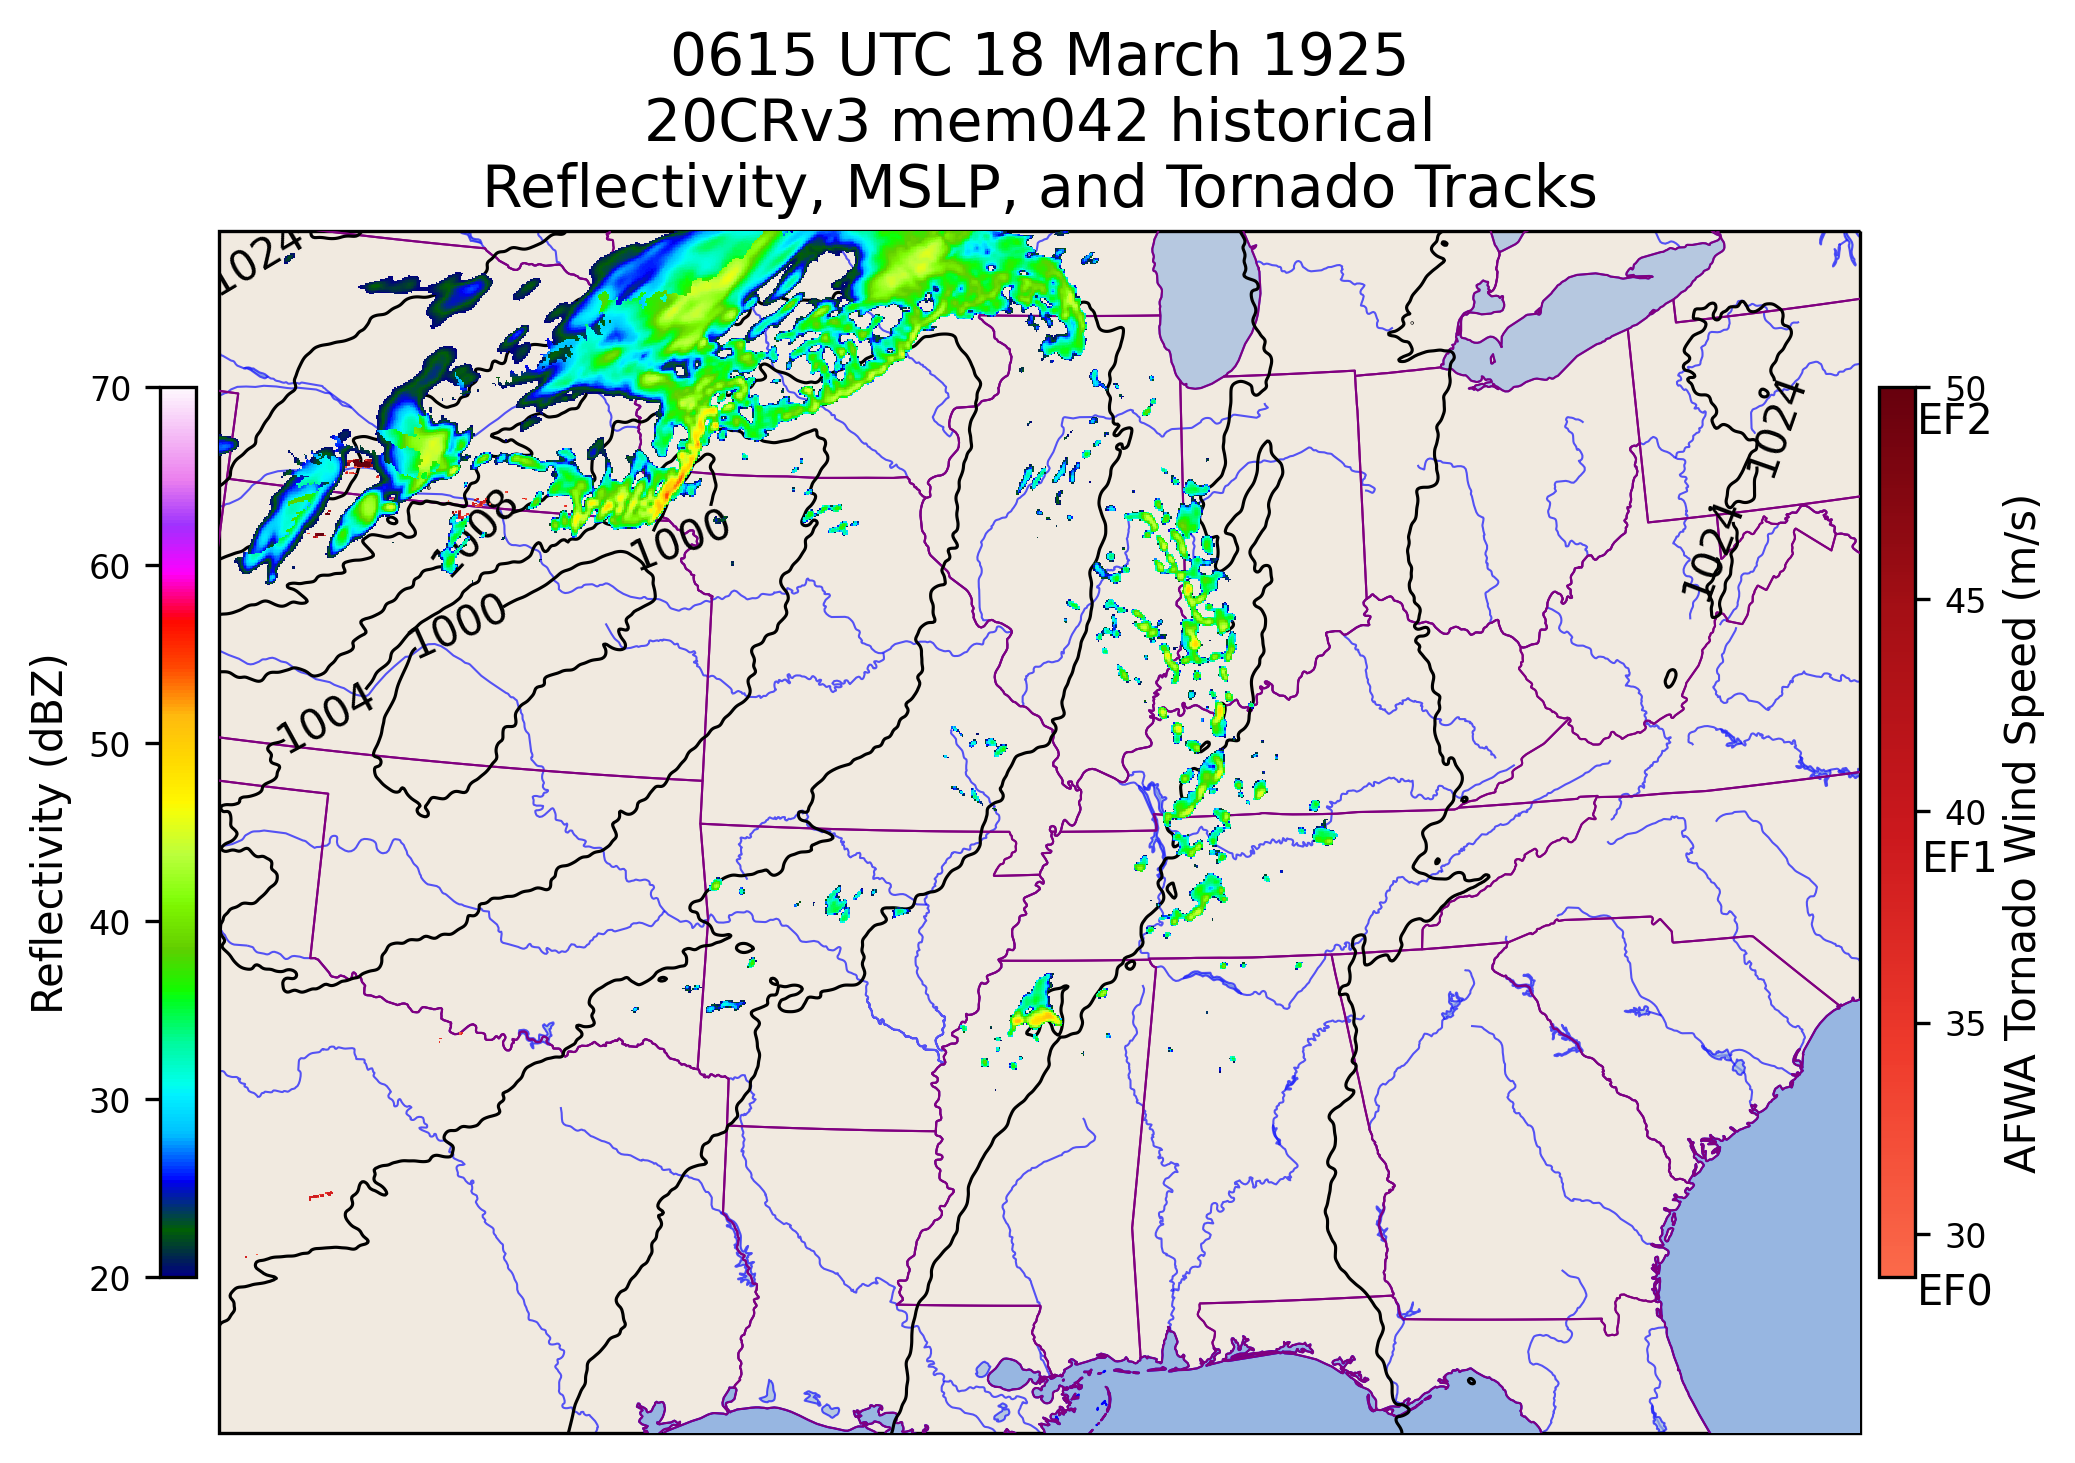 0615 UTC 18 March 1925
20CRv3 mem042 historical
Reflectivity, MSLP, and Tornado Tracks
1024
1008
1000
1000
1004
1024
1024
Reflectivity (dBZ)
70
60
50
40
30
20
50
EF2
45
40
EF1
35
30
EF0
AFWA Tornado Wind Speed (m/s)